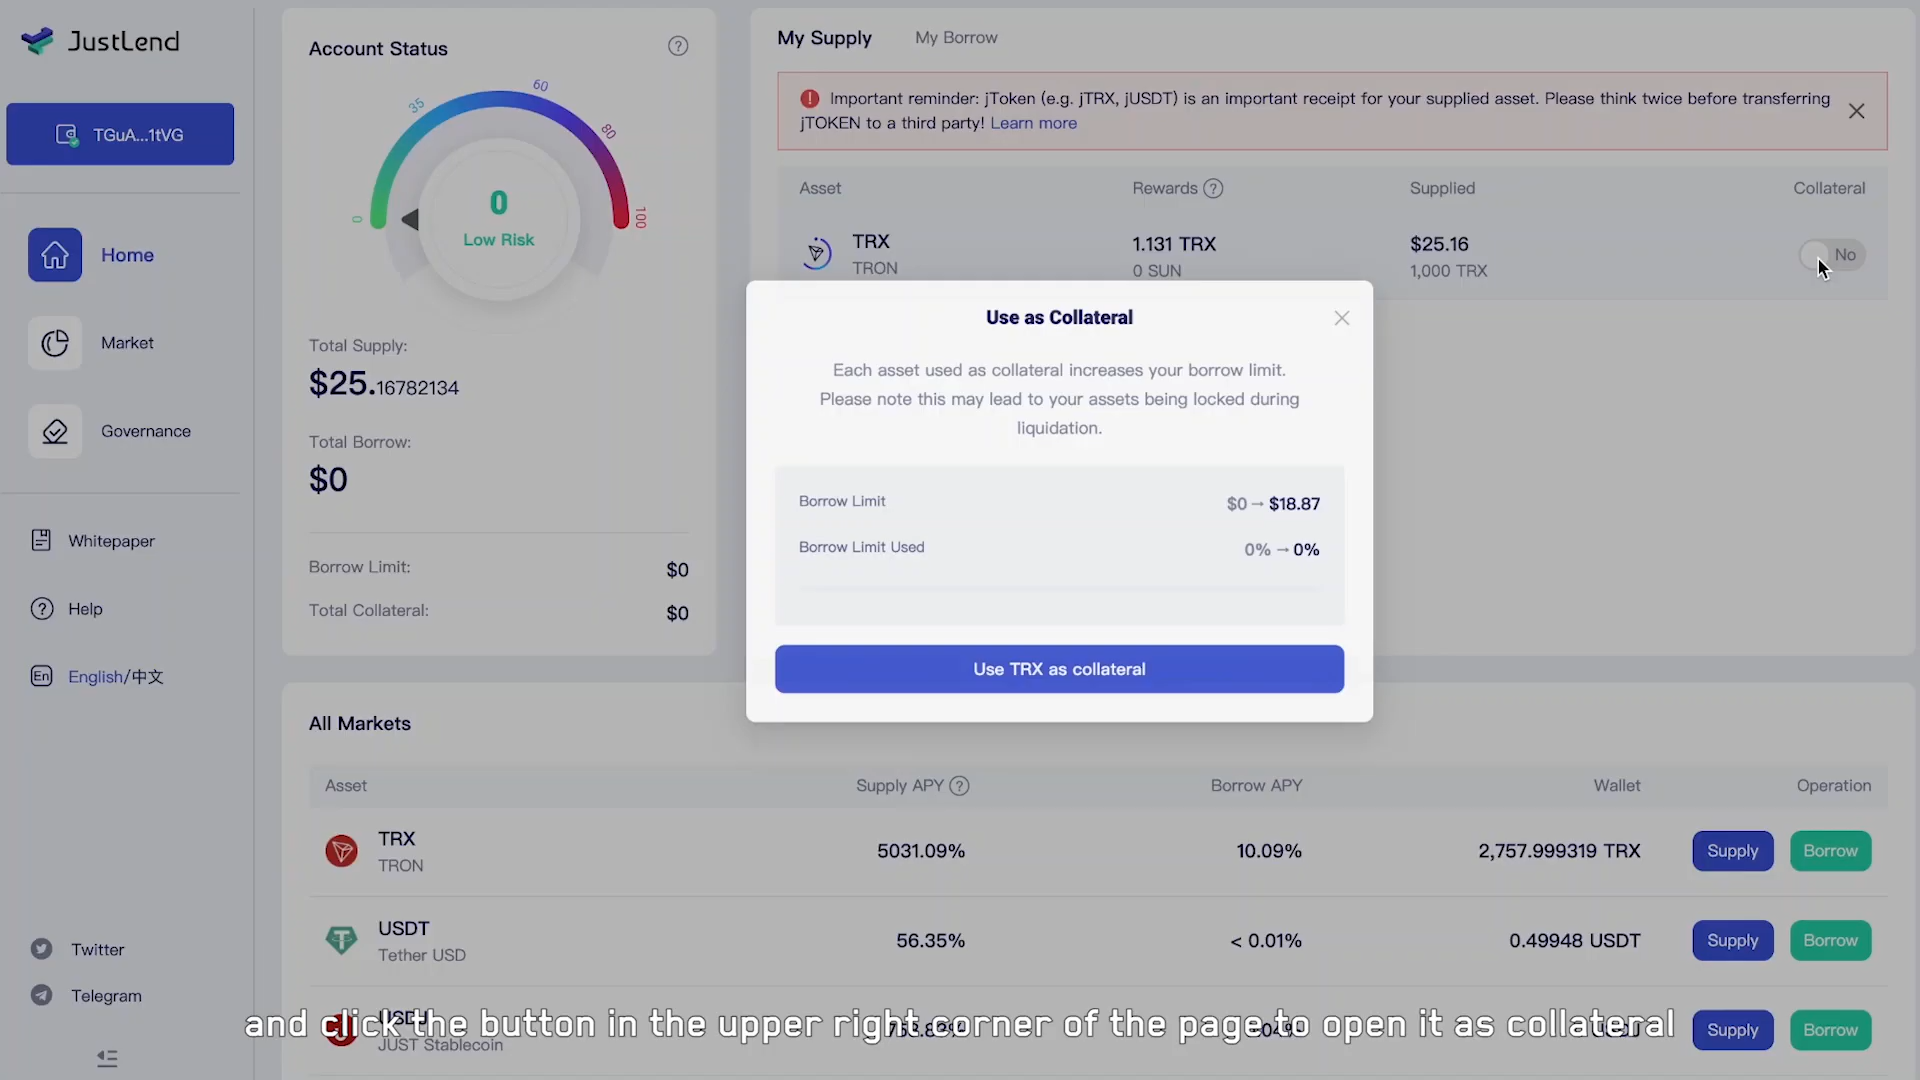 JustLend
TGuA...1tVG
Home
Market
Governance
Whitepaper
Help
En
English/中文
Twitter
Telegram
Account Status
?
0
35
60
80
100
0
Low Risk
Total Supply:
$25.16782134
Total Borrow:
$0
Borrow Limit: $0
Total Collateral: $0
My Supply My Borrow
Important reminder: jToken (e.g. jTRX, jUSDT) is an important receipt for your supplied asset. Please think twice before transferring
jTOKEN to a third party! Learn more
Asset Rewards ? Supplied Collateral
TRX 1.131 TRX $25.16 No
TRON 0 SUN 1,000 TRX
Use as Collateral
Each asset used as collateral increases your borrow limit.
Please note this may lead to your assets being locked during
liquidation.
Borrow Limit $0 → $18.87
Borrow Limit Used 0% → 0%
Use TRX as collateral
All Markets
Asset Supply APY ? Borrow APY Wallet Operation
TRX 5031.09% 10.09% 2,757.999319 TRX Supply Borrow
TRON
USDT 56.35% < 0.01% 0.49948 USDT Supply Borrow
Tether USD
Supply Borrow
JUST Stablecoin
and click the button in the upper right corner of the page to open it as collateral